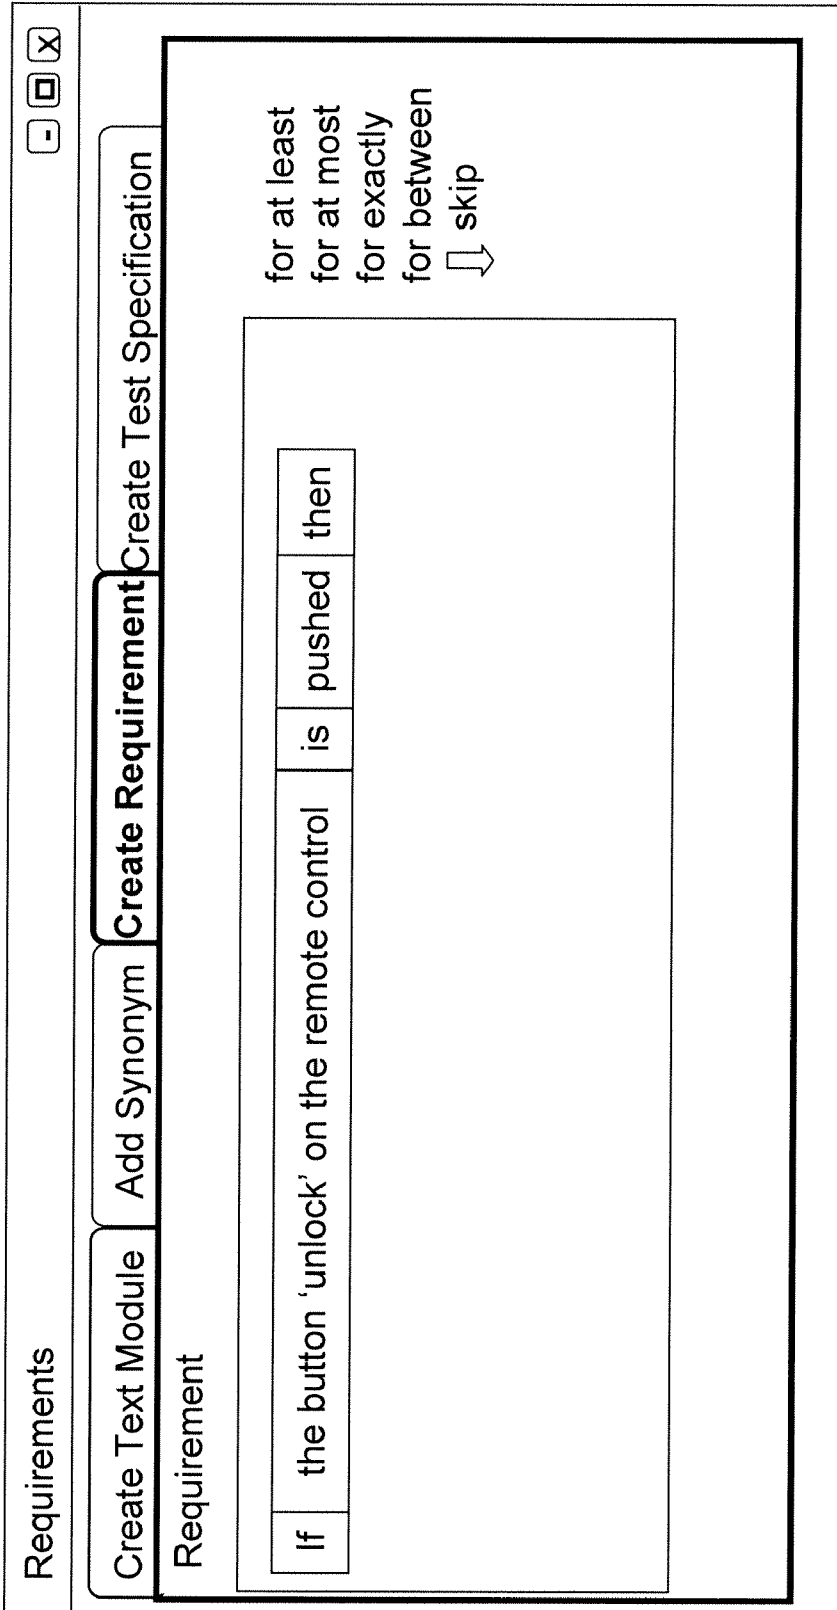 Requirements - X
Create Text Module Add Synonym Create Requirement Create Test Specification
Requirement
If the button ‘unlock’ on the remote control is pushed then
for at least
for at most
for exactly
for between
skip